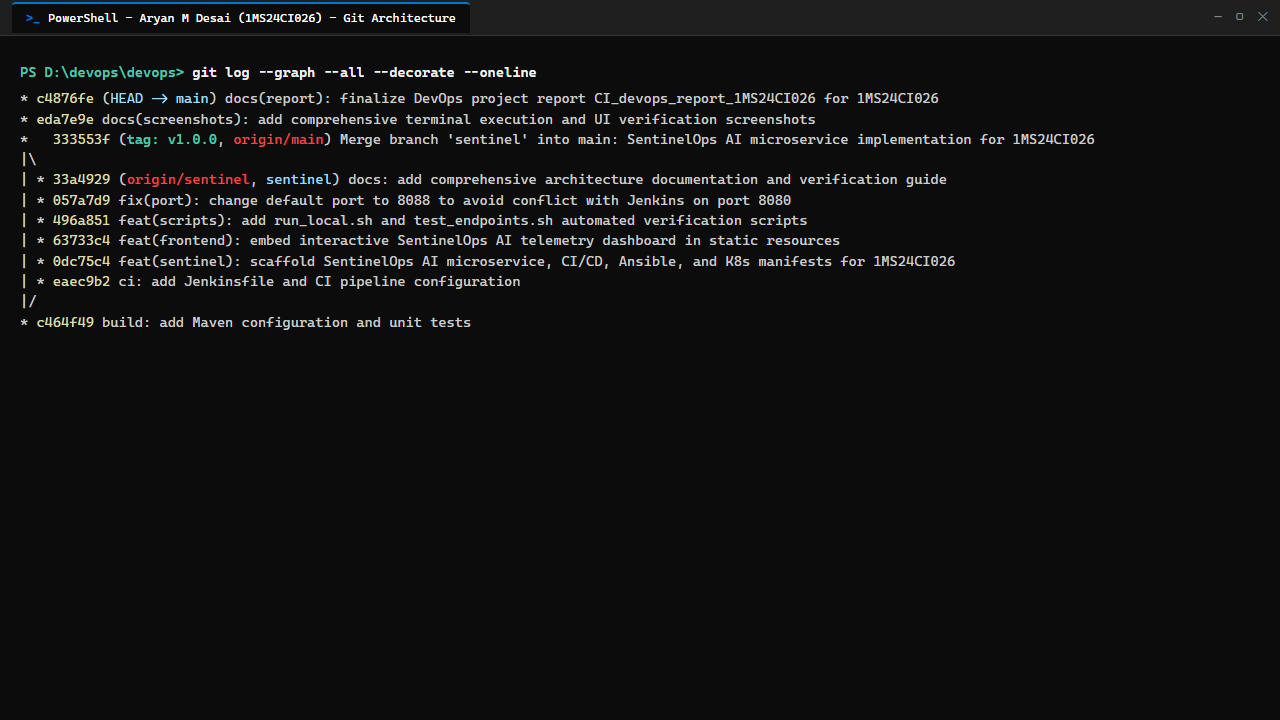 >_ PowerShell - Aryan M Desai (1MS24CI026) - Git Architecture
PS D:\devops\devops> git log --graph --all --decorate --oneline
* c4876fe (HEAD -> main) docs(report): finalize DevOps project report CI_devops_report_1MS24CI026 for 1MS24CI026
* eda7e9e docs(screenshots): add comprehensive terminal execution and UI verification screenshots
*   333553f (tag: v1.0.0, origin/main) Merge branch 'sentinel' into main: SentinelOps AI microservice implementation for 1MS24CI026
|\
| * 33a4929 (origin/sentinel, sentinel) docs: add comprehensive architecture documentation and verification guide
| * 057a7d9 fix(port): change default port to 8088 to avoid conflict with Jenkins on port 8080
| * 496a851 feat(scripts): add run_local.sh and test_endpoints.sh automated verification scripts
| * 63733c4 feat(frontend): embed interactive SentinelOps AI telemetry dashboard in static resources
| * 0dc75c4 feat(sentinel): scaffold SentinelOps AI microservice, CI/CD, Ansible, and K8s manifests for 1MS24CI026
| * eaec9b2 ci: add Jenkinsfile and CI pipeline configuration
|/
* c464f49 build: add Maven configuration and unit tests